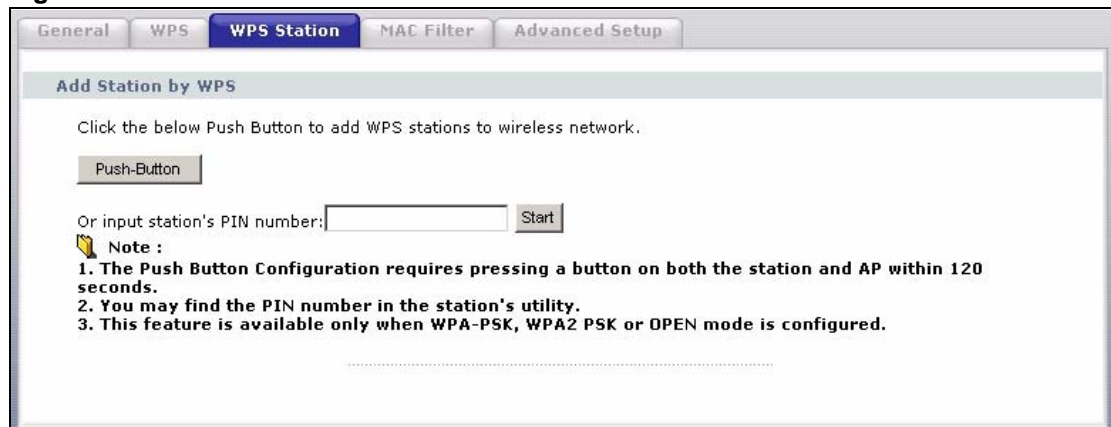 General WPS WPS Station MAC Filter Advanced Setup
Add Station by WPS
Click the below Push Button to add WPS stations to wireless network.
Push-Button
Or input station's PIN number: Start
Note :
1. The Push Button Configuration requires pressing a button on both the station and AP within 120
seconds.
2. You may find the PIN number in the station's utility.
3. This feature is available only when WPA-PSK, WPA2 PSK or OPEN mode is configured.